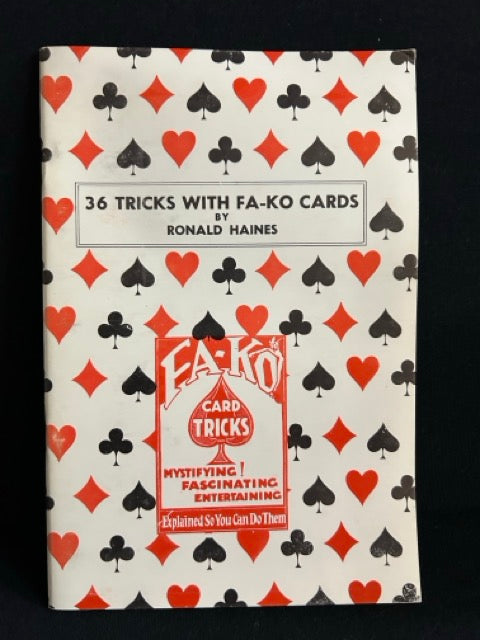 36 TRICKS WITH FA-KO CARDS
BY
RONALD HAINES
FA-KO
CARD
TRICKS
MYSTIFYING!
FASCINATING
ENTERTAINING
Explained So You Can Do Them